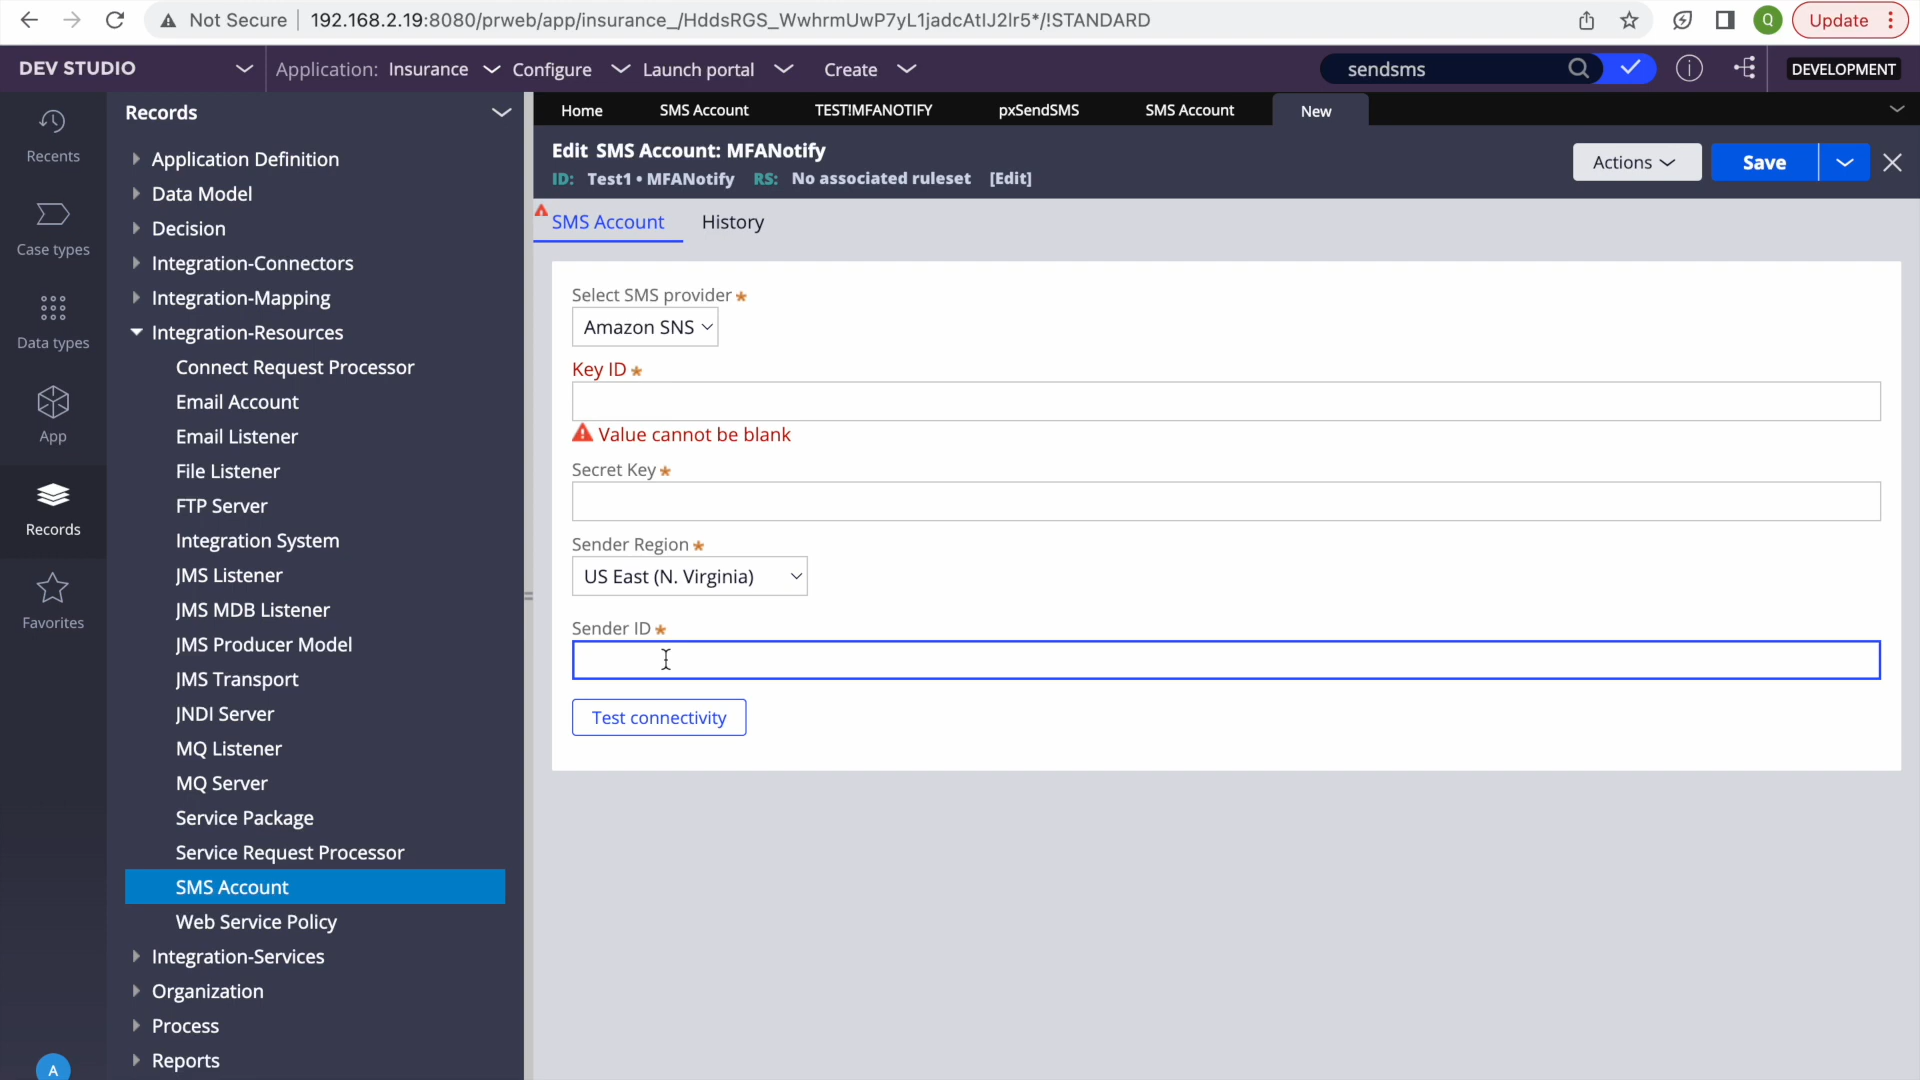 Not Secure
192.168.2.19:8080/prweb/app/insurance_/HddsRGS_WwhrmUwP7yL1jadcAtIJ2Ir5*/!STANDARD
Q
Update
DEV STUDIO
Application: Insurance
Configure
Launch portal
Create
sendsms
DEVELOPMENT
Recents
Case types
Data types
App
Records
Favorites
A
Records
Application Definition
Data Model
Decision
Integration-Connectors
Integration-Mapping
Integration-Resources
Connect Request Processor
Email Account
Email Listener
File Listener
FTP Server
Integration System
JMS Listener
JMS MDB Listener
JMS Producer Model
JMS Transport
JNDI Server
MQ Listener
MQ Server
Service Package
Service Request Processor
SMS Account
Web Service Policy
Integration-Services
Organization
Process
Reports
Home
SMS Account
TEST!MFANOTIFY
pxSendSMS
SMS Account
New
Edit SMS Account: MFANotify
ID: Test1 • MFANotify RS: No associated ruleset [Edit]
Actions
Save
SMS Account
History
Select SMS provider *
Amazon SNS
Key ID *
Value cannot be blank
Secret Key *
Sender Region *
US East (N. Virginia)
Sender ID *
Test connectivity